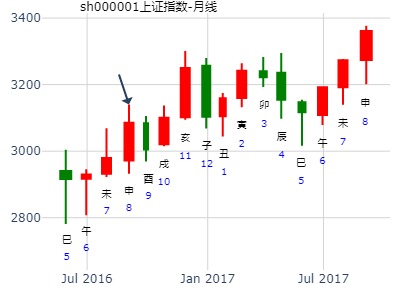 sh000001上证指数-月线
3400
3200
3000
2800
巳
5
午
6
未
7
申
8
酉
9
戌
10
亥
11
子
12
丑
1
寅
2
卯
3
辰
4
巳
5
午
6
未
7
申
8
Jul 2016
Jan 2017
Jul 2017